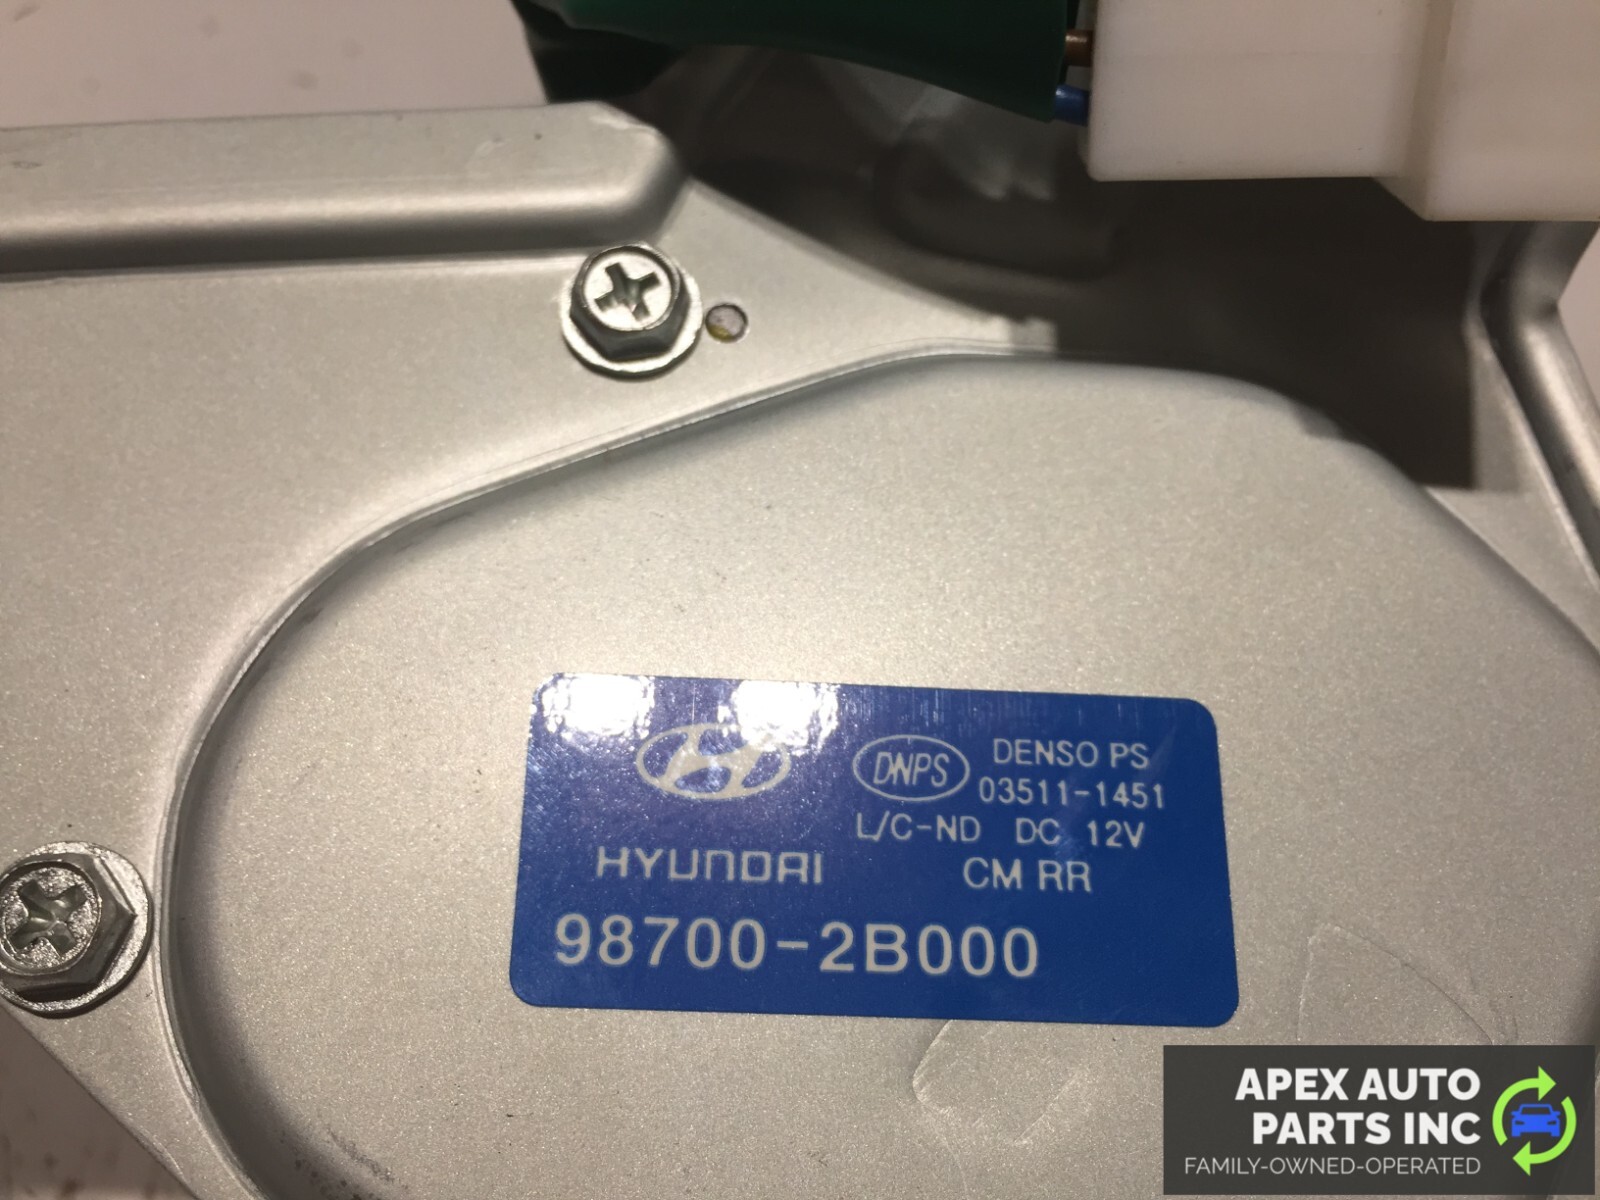 HYUNDAI
DWPS
DENSO PS
03511-1451
L/C-ND DC 12V
CM RR
98700-2B000
APEX AUTO
PARTS INC
FAMILY-OWNED-OPERATED